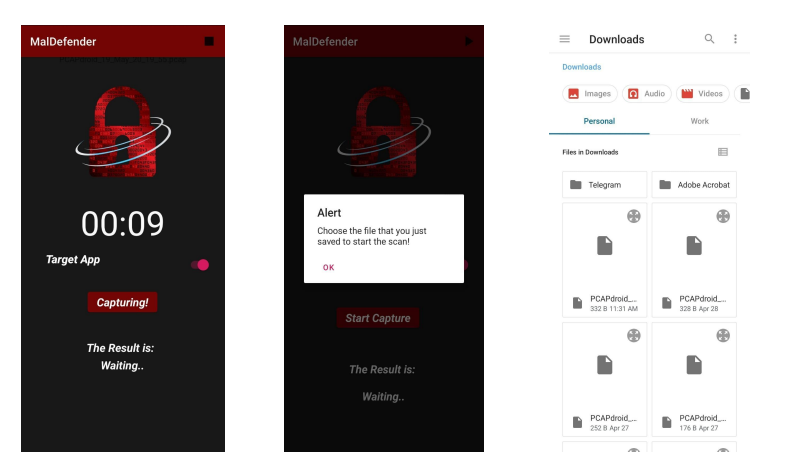 MalDefender
00:09
Target App
Capturing!
The Result is:
Waiting..
MalDefender
Alert
Choose the file that you just
saved to start the scan!
OK
Start Capture
The Result is:
Waiting..
Downloads
Downloads
Images
Audio
Videos
Personal
Work
Files in Downloads
Telegram
Adobe Acrobat
PCAPdroid_...
332 B 11:31 AM
PCAPdroid_...
328 B Apr 28
PCAPdroid_...
252 B Apr 27
PCAPdroid_...
176 B Apr 27